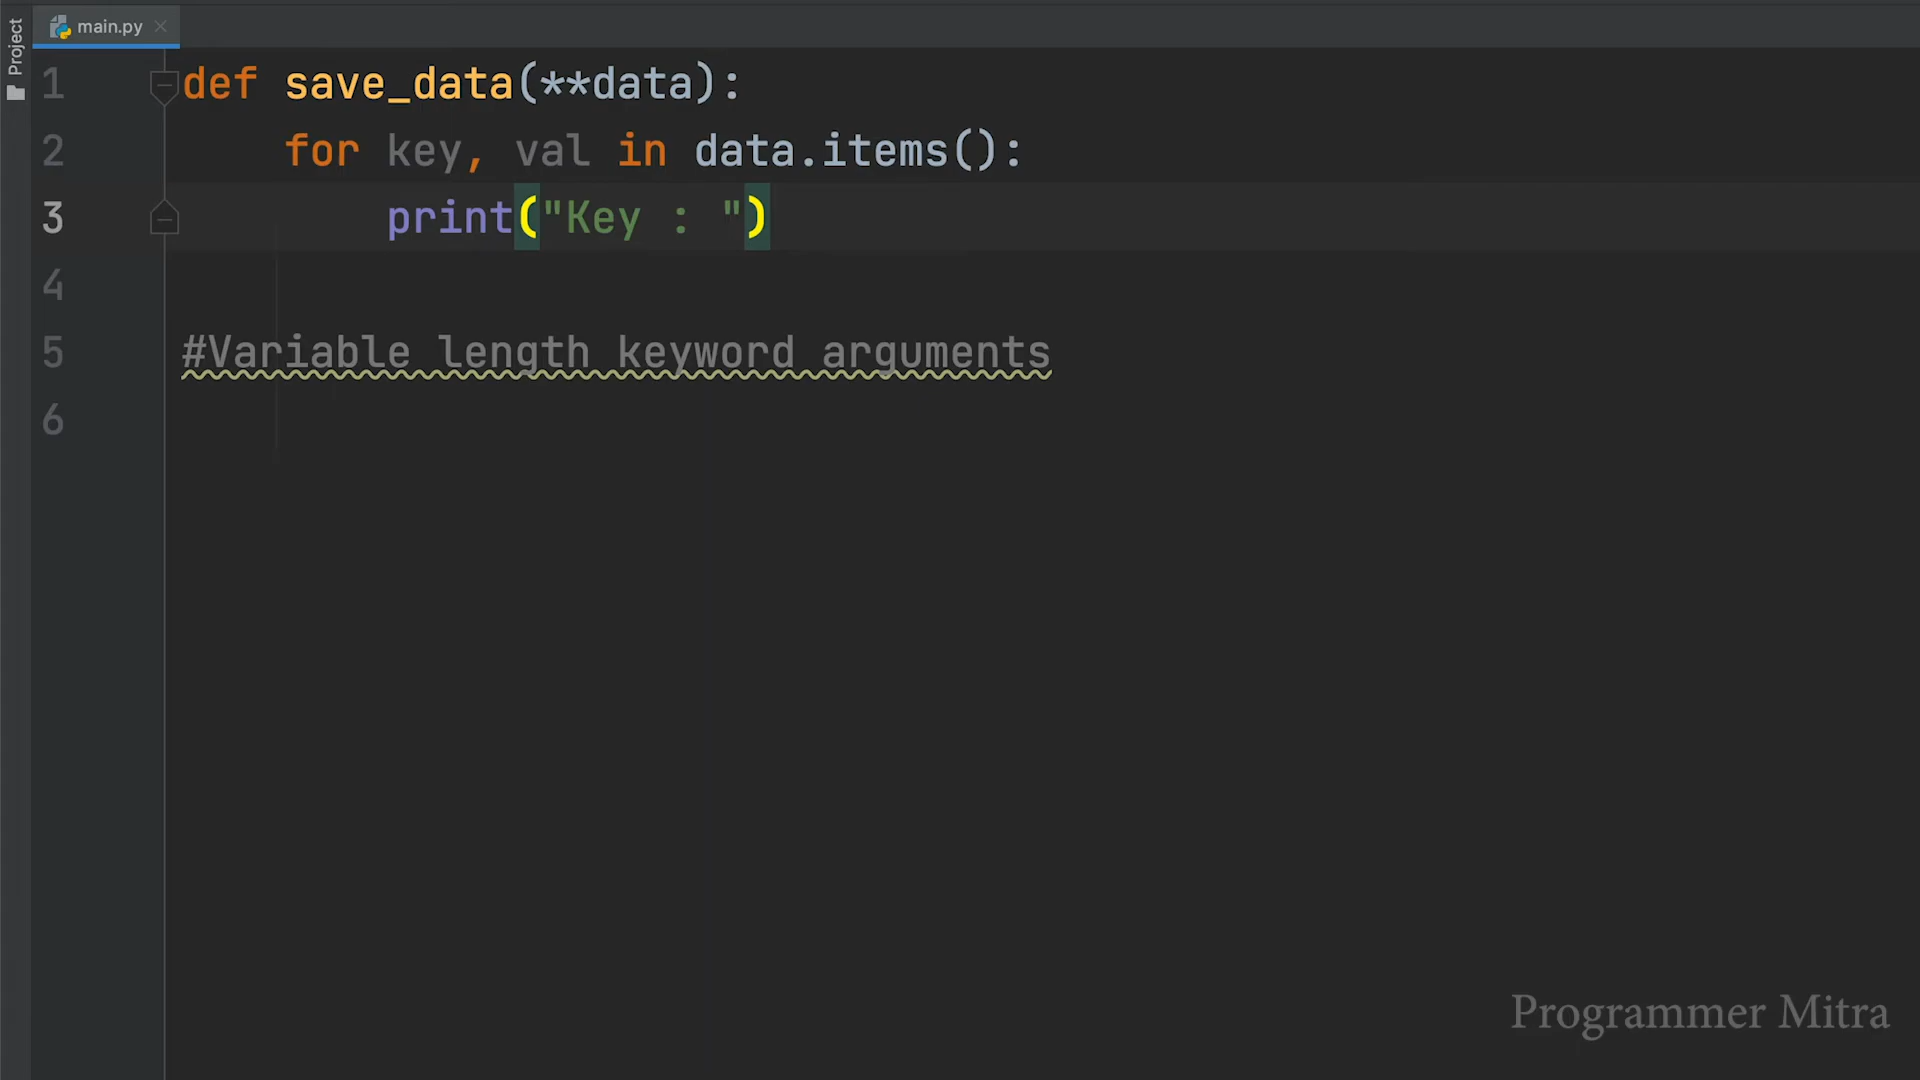 Project
main.py
1 def save_data(**data):
2 for key, val in data.items():
3 print("Key : ")
4
5 #Variable length keyword arguments
6
Programmer Mitra